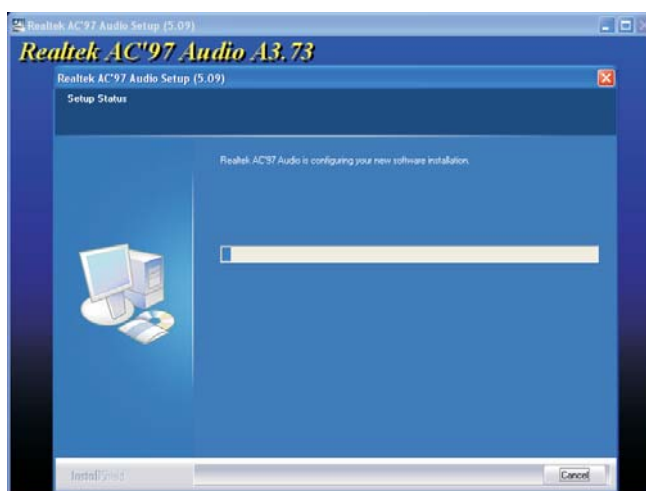 Realtek AC'97 Audio Setup (5.09)
Realtek AC'97 Audio A3.73
Realtek AC'97 Audio Setup (5.09)
Setup Status
Realtek AC'97 Audio is configuring your new software installation.
InstallShield
Cancel